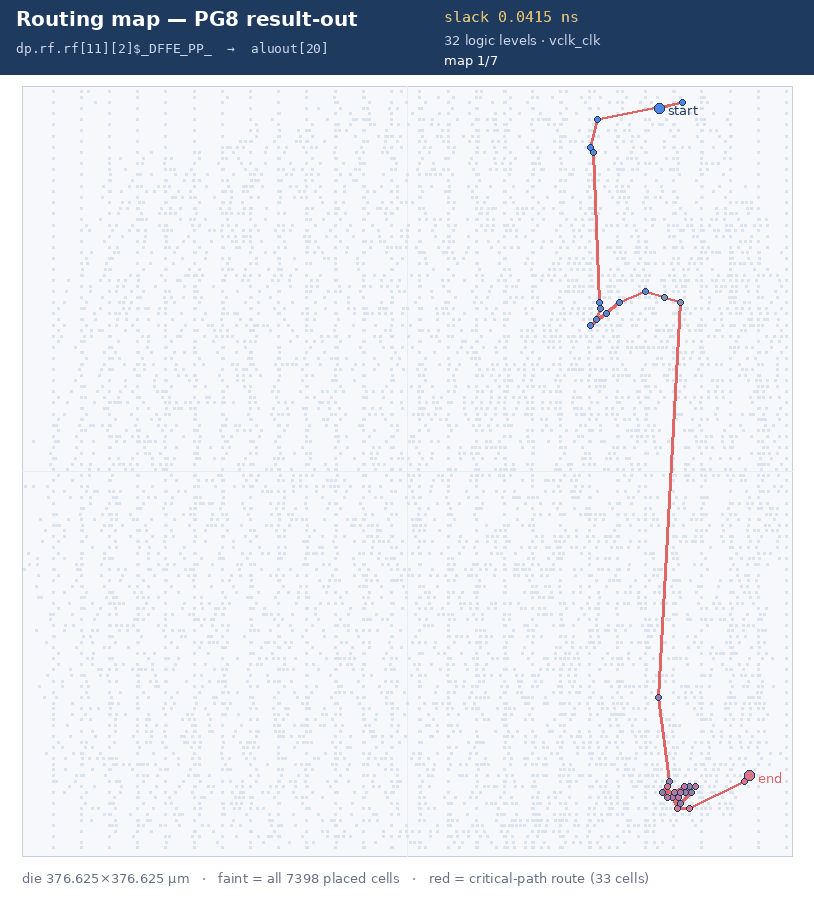 Routing map — PG8 result-out
dp.rf.rf[11][2]$_DFFE_PP_ → aluout[20]
slack 0.0415 ns
32 logic levels · vclk_clk
map 1/7
start
end
die 376.625×376.625 µm · faint = all 7398 placed cells · red = critical-path route (33 cells)